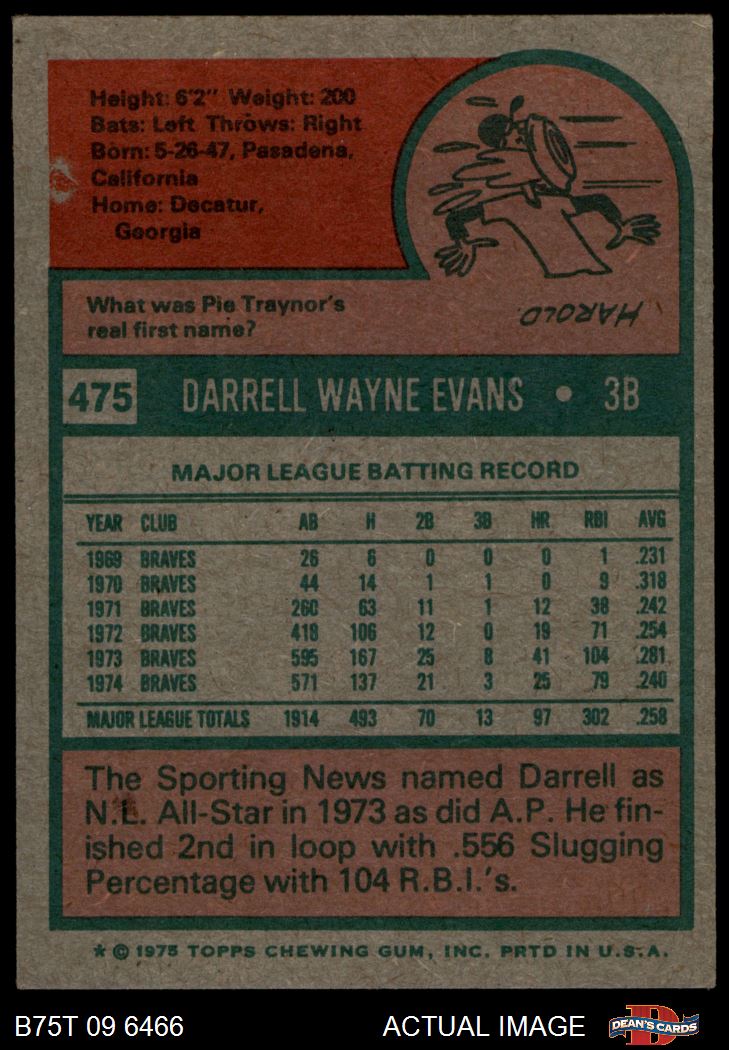 Height: 6'2" Weight: 200
Bats: Left Throws: Right
Born: 5-26-47, Pasadena,
California
Home: Decatur,
Georgia
What was Pie Traynor's
real first name?
HAROLD.
475 DARRELL WAYNE EVANS • 3B
MAJOR LEAGUE BATTING RECORD
YEAR CLUB AB H 2B 3B HR RBI AVG
1969 BRAVES 26 6 0 0 0 1 .231
1970 BRAVES 44 14 1 1 0 9 .318
1971 BRAVES 260 63 11 1 12 38 .242
1972 BRAVES 418 106 12 0 19 71 .254
1973 BRAVES 595 167 25 8 41 104 .281
1974 BRAVES 571 137 21 3 25 79 .240
MAJOR LEAGUE TOTALS 1914 493 70 13 97 302 .258
The Sporting News named Darrell as
N.L. All-Star in 1973 as did A.P. He fin-
ished 2nd in loop with .556 Slugging
Percentage with 104 R.B.I.'s.
* © 1975 TOPPS CHEWING GUM, INC. PRTD IN U.S.A.
B75T 09 6466 ACTUAL IMAGE DEAN'S CARDS